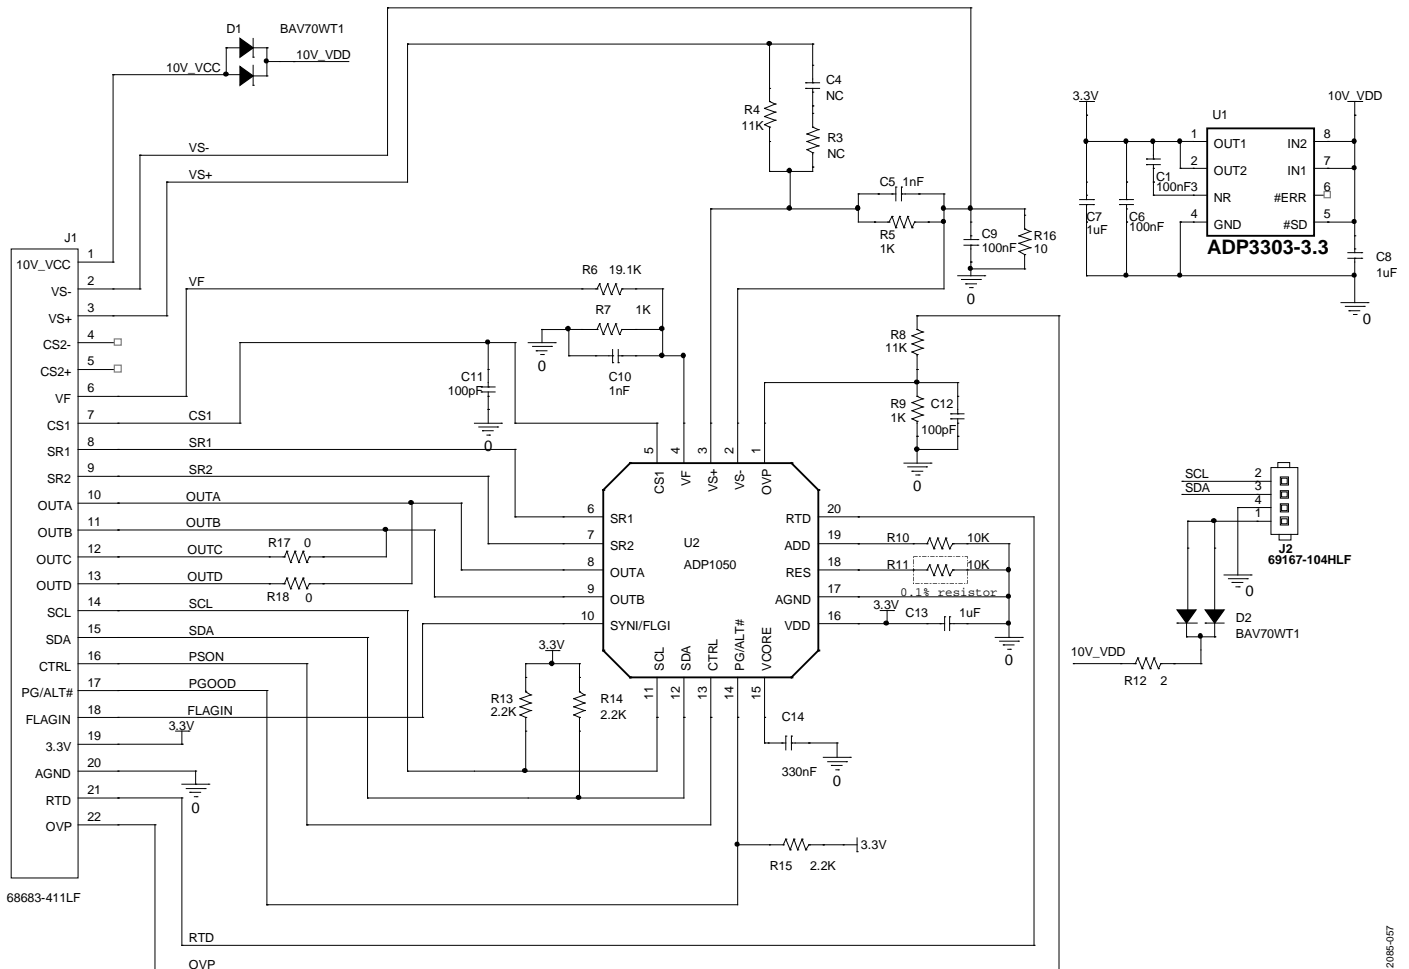 D1 BAV70WT1
10V_VCC
10V_VDD
VS-
VS+
C4
NC
R4
11K
R3
NC
C5 1nF
R5
1K
C9
100nF
R16
10
0
3.3V
10V_VDD
U1
1 OUT1 IN2 8
2 OUT2 IN1 7
3 NR #ERR 6
4 GND #SD 5
ADP3303-3.3
C1
100nF
C7
1uF
C6
100nF
C8
1uF
0
J1
10V_VCC 1
VS- 2
VS+ 3
CS2- 4
CS2+ 5
VF 6
CS1 7
SR1 8
SR2 9
OUTA 10
OUTB 11
OUTC 12
OUTD 13
SCL 14
SDA 15
CTRL 16
PG/ALT# 17
FLAGIN 18
3.3V 19
AGND 20
RTD 21
OVP 22
68683-411LF
VF
CS1
SR1
SR2
OUTA
OUTB
OUTC
R17 0
OUTD
R18 0
SCL
SDA
PSON
PGOOD
FLAGIN
3.3V
0
RTD
OVP
R6 19.1K
R7 1K
0
C10
1nF
C11
100pF
0
R8
11K
R9
1K
C12
100pF
0
5 4 3 2 1
CS1 VF VS+ VS- OVP
6 SR1
7 SR2
8 OUTA
9 OUTB
10 SYNI/FLGI
U2
ADP1050
RTD 20
ADD 19
RES 18
AGND 17
VDD 16
SCL SDA CTRL PG/ALT# VCORE
11 12 13 14 15
R10 10K
R11 10K
0.1% resistor
3.3V
C13 1uF
0
3.3V
R13
2.2K
R14
2.2K
C14
330nF
0
R15 2.2K
3.3V
SCL 2
SDA 3
4
1
J2
69167-104HLF
0
D2
BAV70WT1
10V_VDD
R12 2
2085-057